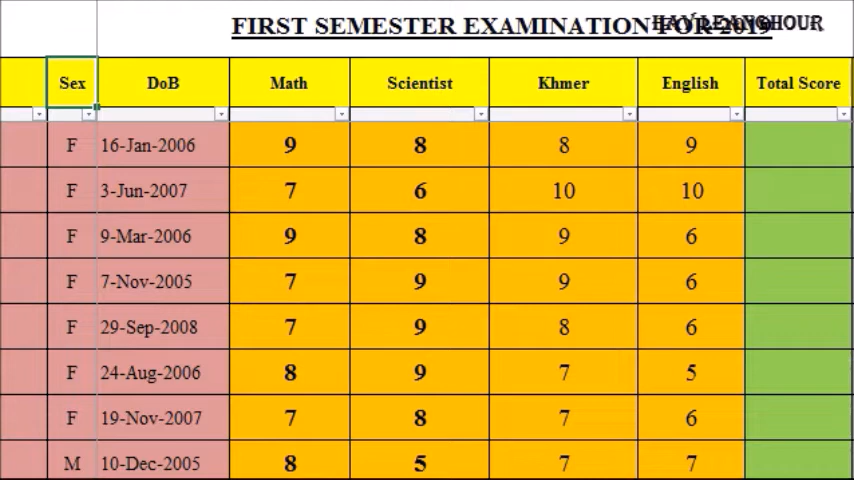 FIRST SEMESTER EXAMINATION FOR 2019
HAY LEANGHOUR
Sex DoB Math Scientist Khmer English Total Score
F 16-Jan-2006 9 8 8 9
F 3-Jun-2007 7 6 10 10
F 9-Mar-2006 9 8 9 6
F 7-Nov-2005 7 9 9 6
F 29-Sep-2008 7 9 8 6
F 24-Aug-2006 8 9 7 5
F 19-Nov-2007 7 8 7 6
M 10-Dec-2005 8 5 7 7